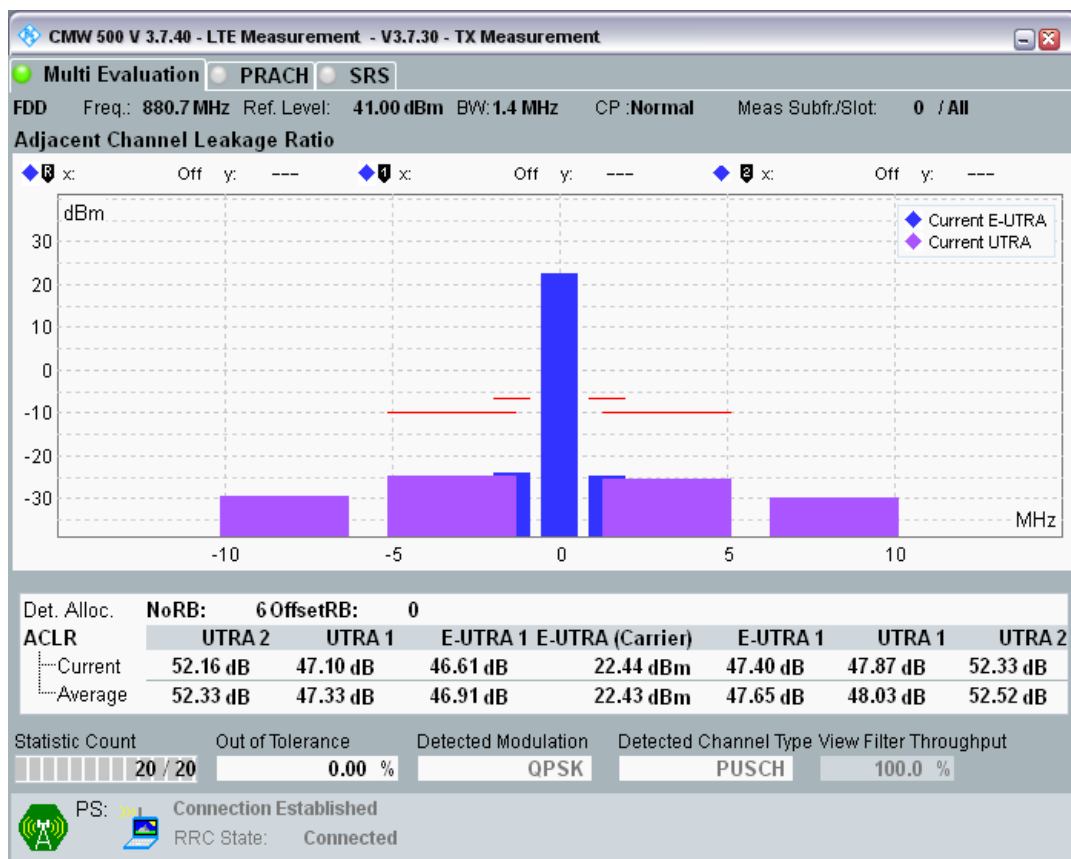 CMW 500 V 3.7.40 - LTE Measurement - V3.7.30 - TX Measurement
Multi Evaluation PRACH SRS
FDD Freq.: 880.7 MHz Ref. Level: 41.00 dBm BW: 1.4 MHz CP :Normal Meas Subfr./Slot: 0 / All
Adjacent Channel Leakage Ratio
R x: Off y: --- 1 x: Off y: --- 2 x: Off y: ---
dBm
Current E-UTRA
Current UTRA
30
20
10
0
-10
-20
-30
MHz
-10 -5 0 5 10
Det. Alloc. NoRB: 6 OffsetRB: 0
ACLR UTRA 2 UTRA 1 E-UTRA 1 E-UTRA (Carrier) E-UTRA 1 UTRA 1 UTRA 2
Current 52.16 dB 47.10 dB 46.61 dB 22.44 dBm 47.40 dB 47.87 dB 52.33 dB
Average 52.33 dB 47.33 dB 46.91 dB 22.43 dBm 47.65 dB 48.03 dB 52.52 dB
Statistic Count Out of Tolerance Detected Modulation Detected Channel Type View Filter Throughput
20 / 20 0.00 % QPSK PUSCH 100.0 %
PS: Connection Established
RRC State: Connected